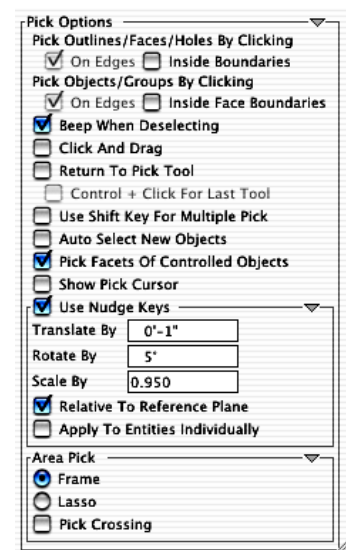 Pick Options
Pick Outlines/Faces/Holes By Clicking
On Edges Inside Boundaries
Pick Objects/Groups By Clicking
On Edges Inside Face Boundaries
Beep When Deselecting
Click And Drag
Return To Pick Tool
Control + Click For Last Tool
Use Shift Key For Multiple Pick
Auto Select New Objects
Pick Facets Of Controlled Objects
Show Pick Cursor
Use Nudge Keys
Translate By 0'-1"
Rotate By 5°
Scale By 0.950
Relative To Reference Plane
Apply To Entities Individually
Area Pick
Frame
Lasso
Pick Crossing